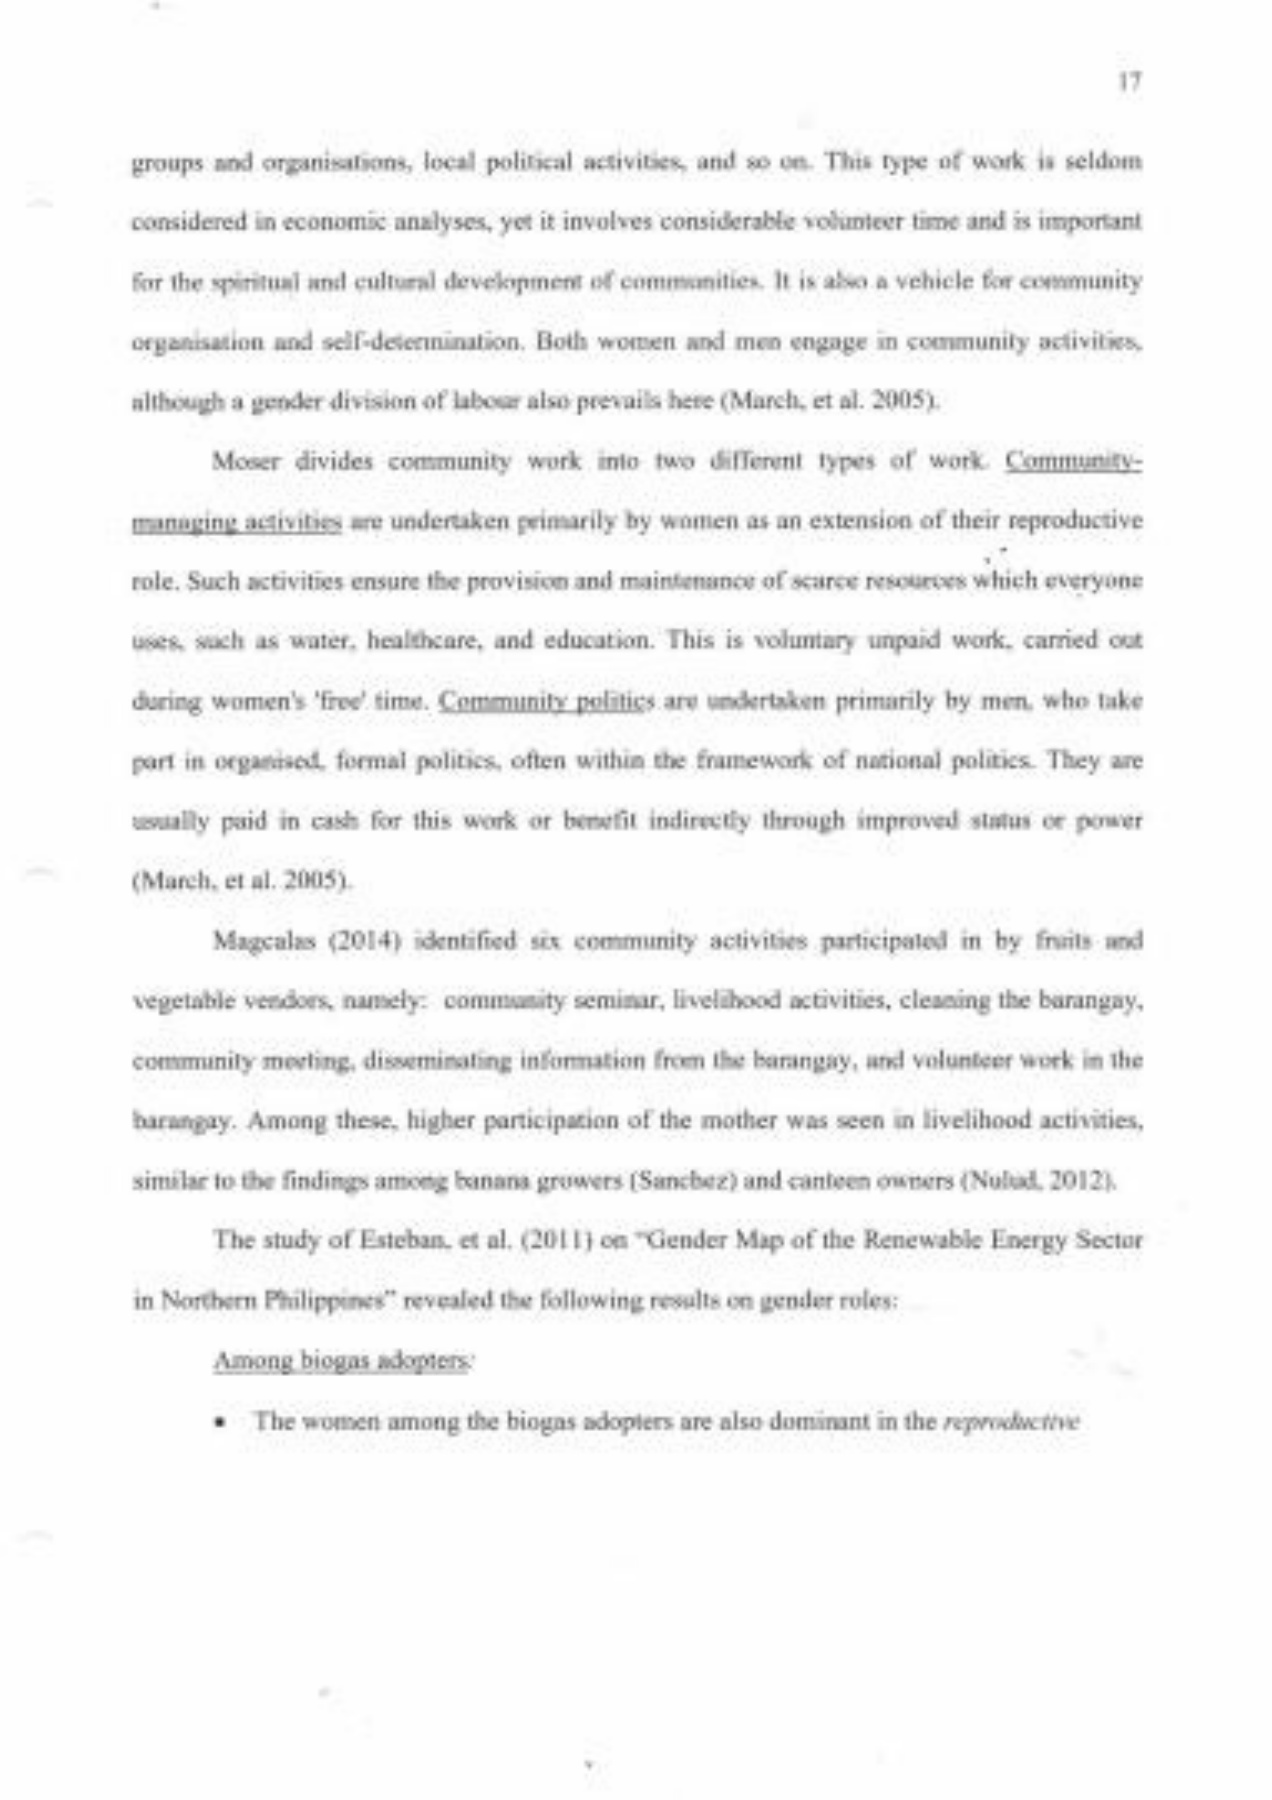 17
groups and organisations, local political activities, and so on. This type of work is seldom
considered in economic analyses, yet it involves considerable volunteer time and is important
for the spiritual and cultural development of communities. It is also a vehicle for community
organisation and self-determination. Both women and men engage in community activities,
although a gender division of labour also prevails here (March, et al. 2005).
Moser divides community work into two different types of work. Community-
managing activities are undertaken primarily by women as an extension of their reproductive
role. Such activities ensure the provision and maintenance of scarce resources which everyone
uses, such as water, healthcare, and education. This is voluntary unpaid work, carried out
during women's 'free' time. Community politics are undertaken primarily by men, who take
part in organised, formal politics, often within the framework of national politics. They are
usually paid in cash for this work or benefit indirectly through improved status or power
(March, et al. 2005).
Magcalas (2014) identified six community activities participated in by fruits and
vegetable vendors, namely: community seminar, livelihood activities, cleaning the barangay,
community meeting, disseminating information from the barangay, and volunteer work in the
barangay. Among these, higher participation of the mother was seen in livelihood activities,
similar to the findings among banana growers (Sanchez) and canteen owners (Nulud, 2012).
The study of Esteban, et al. (2011) on “Gender Map of the Renewable Energy Sector
in Northern Philippines” revealed the following results on gender roles:
Among biogas adopters:
• The women among the biogas adopters are also dominant in the reproductive